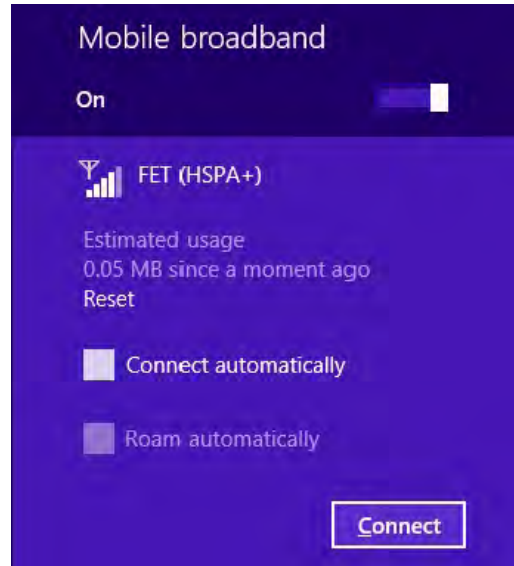 Mobile broadband
On
FET (HSPA+)
Estimated usage
0.05 MB since a moment ago
Reset
Connect automatically
Roam automatically
Connect